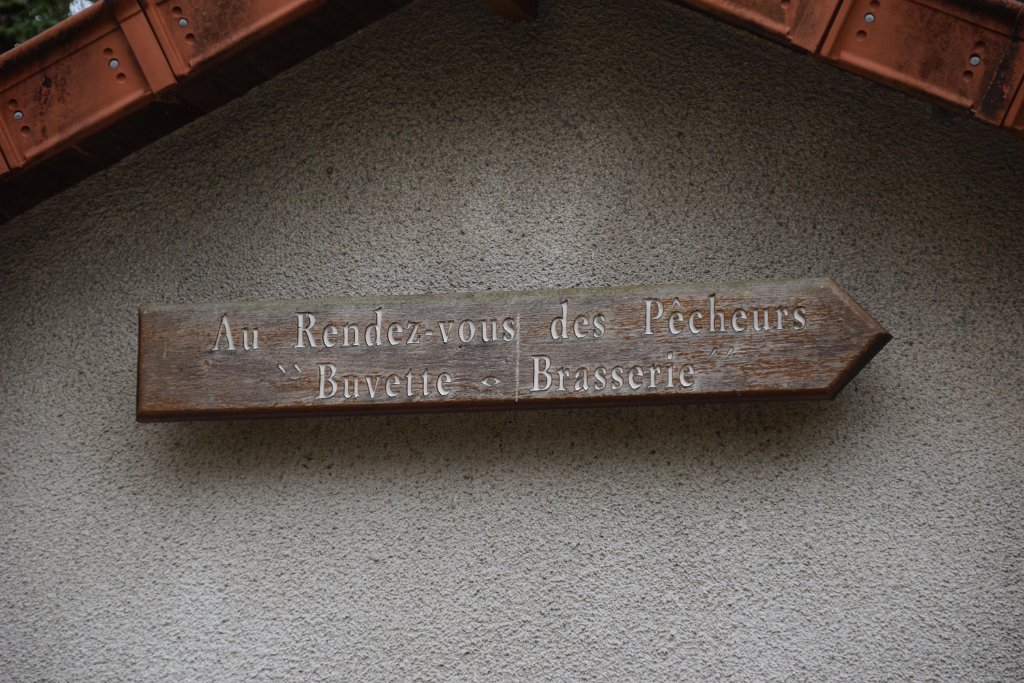 Au Rendez-vous des Pêcheurs
`` Buvette - Brasserie ´´